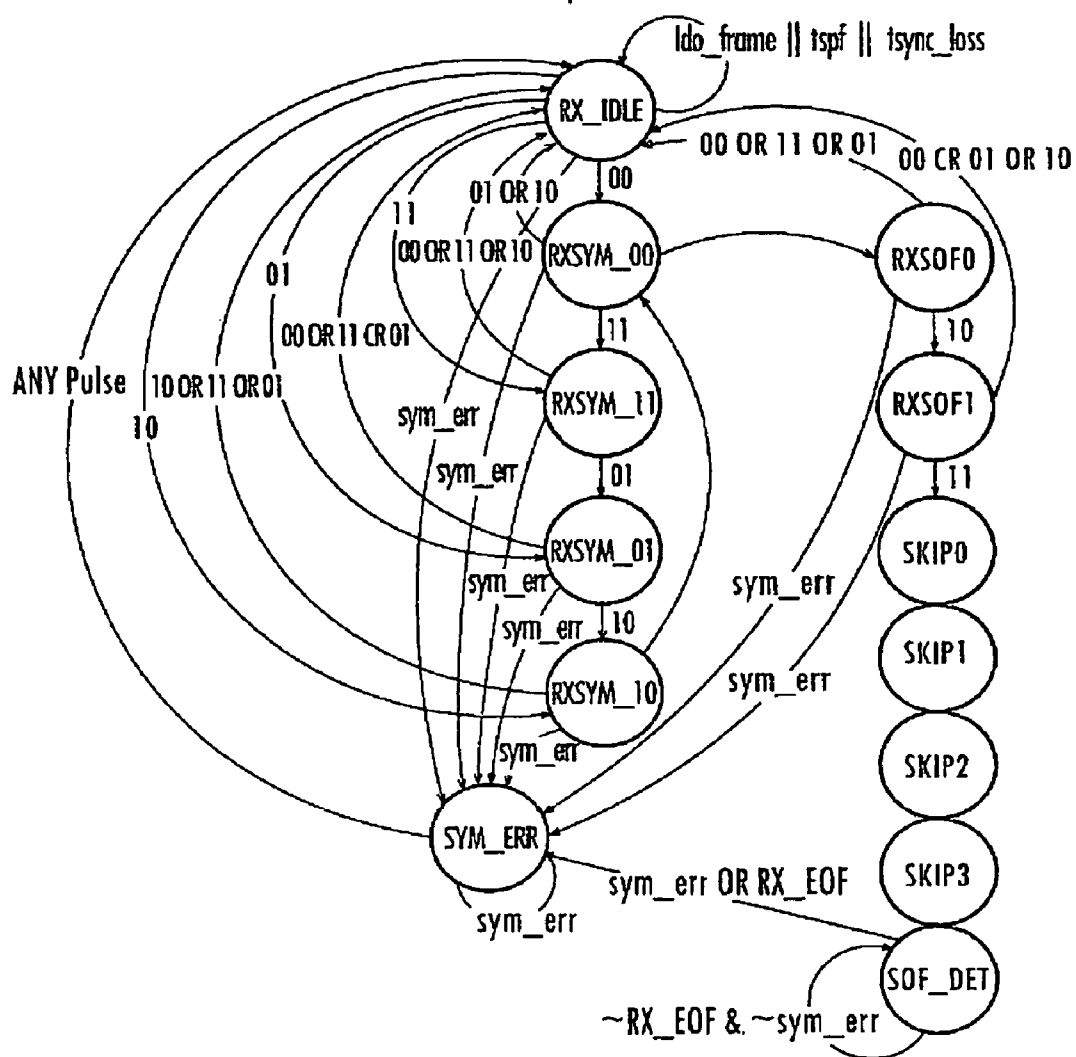 ldo_frame || tspf || tsync_loss
RX_IDLE
00 OR 11 OR 01
00 CR 01 OR 10
00
01 OR 10
11
RXSYM_00
RXSOF0
00 OR 11 OR 10
01
11
10
00 OR 11 CR 01
ANY Pulse
10 OR 11 OR 01
RXSYM_11
RXSOF1
sym_err
10
sym_err
01
11
RXSYM_01
SKIP0
sym_err
sym_err
sym_err
10
SKIP1
RXSYM_10
sym_err
sym_err
SKIP2
SYM_ERR
SKIP3
sym_err OR RX_EOF
sym_err
SOF_DET
~RX_EOF & ~sym_err